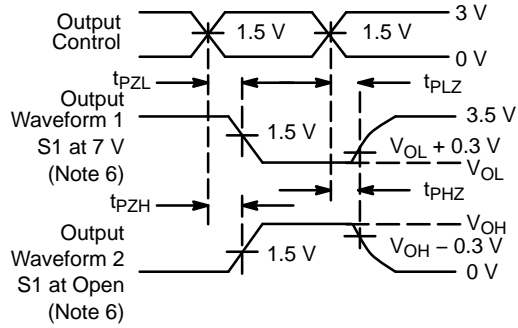 Output
Control
1.5 V
1.5 V
3 V
0 V
tPZL
tPLZ
Output
Waveform 1
S1 at 7 V
(Note 6)
1.5 V
3.5 V
VOL + 0.3 V
VOL
tPZH
tPHZ
Output
Waveform 2
S1 at Open
(Note 6)
1.5 V
VOH
VOH – 0.3 V
0 V